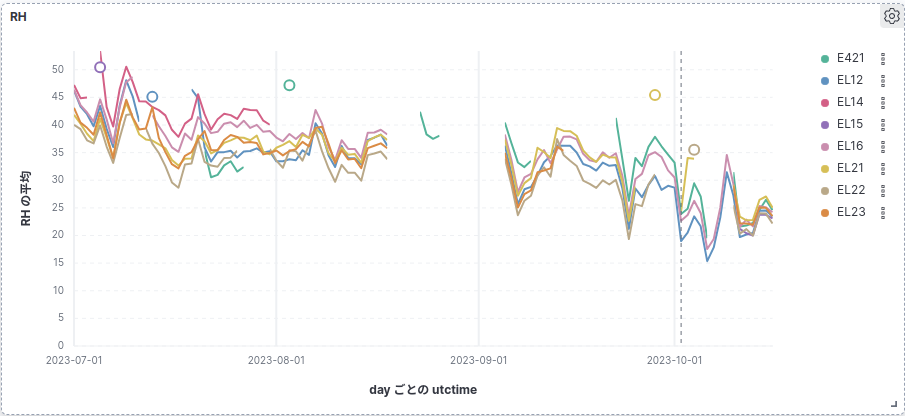 RH
50
45
40
35
30
25
20
15
10
5
0
RH の平均
2023-07-01
2023-08-01
2023-09-01
2023-10-01
day ごとの utctime
E421
EL12
EL14
EL15
EL16
EL21
EL22
EL23